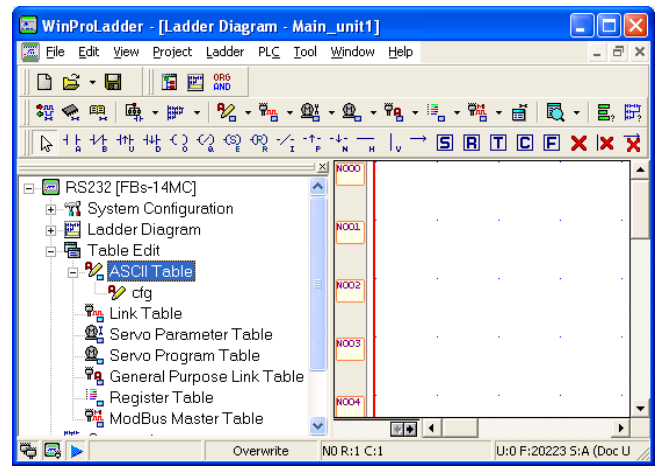 WinProLadder - [Ladder Diagram - Main_unit1]
File Edit View Project Ladder PLC Tool Window Help
ORG
AND
A B U D O Q E R I P N H V S R T C F
RS232 [FBs-14MC]
System Configuration
Ladder Diagram
Table Edit
ASCII Table
cfg
Link Table
Servo Parameter Table
Servo Program Table
General Purpose Link Table
Register Table
ModBus Master Table
N000
N001
N002
N003
N004
Overwrite N0 R:1 C:1 U:0 F:20223 S:A (Doc U